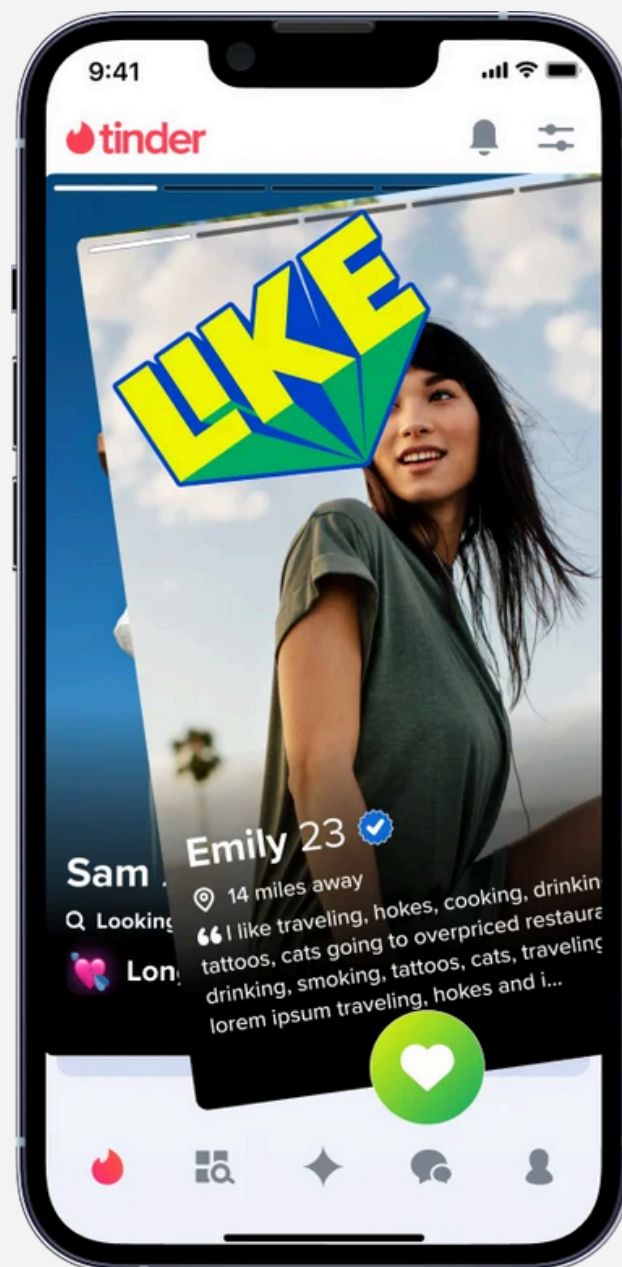 9:41
tinder
LIKE
Emily 23
14 miles away
“ I like traveling, hokes, cooking, drinkin
tattoos, cats going to overpriced restaura
drinking, smoking, tattoos, cats, traveling
lorem ipsum traveling, hokes and i...
Sam
Looking
Lon